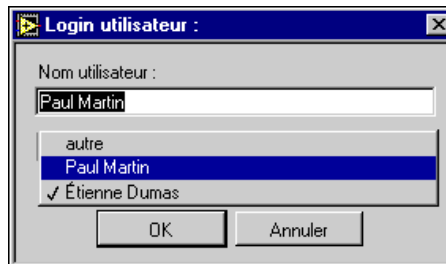 Login utilisateur :
Nom utilisateur :
Paul Martin
autre
Paul Martin
✓ Étienne Dumas
OK Annuler